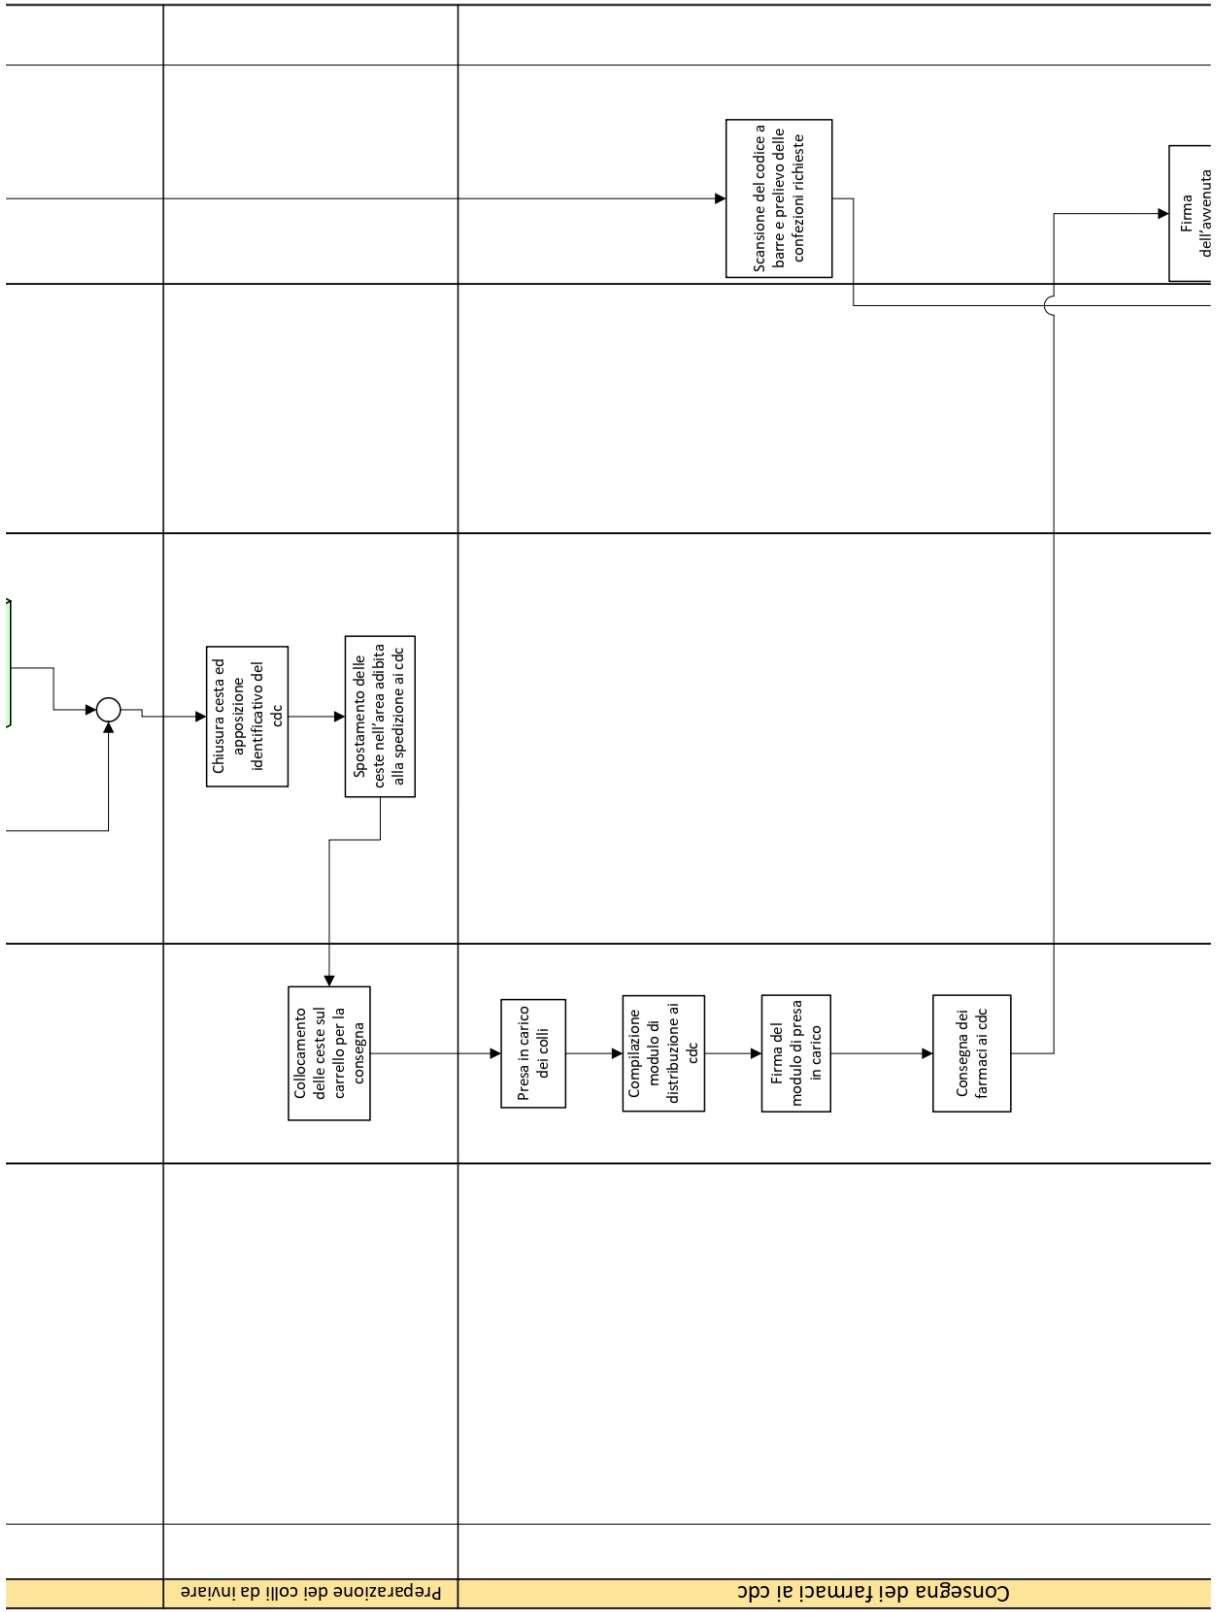 Scansione del codice a
barre e prelievo delle
confezioni richieste
Firma
dell'avvenuta
Chiusura cesta ed
apposizione
identificativo del
cdc
Spostamento delle
ceste nell'area adibita
alla spedizione ai cdc
Collocamento
delle ceste sul
carrello per la
consegna
Presa in carico
dei colli
Compilazione
modulo di
distribuzione ai
cdc
Firma del
modulo di presa
in carico
Consegna dei
farmaci ai cdc
Preparazione dei colli da inviare
Consegna dei farmaci ai cdc